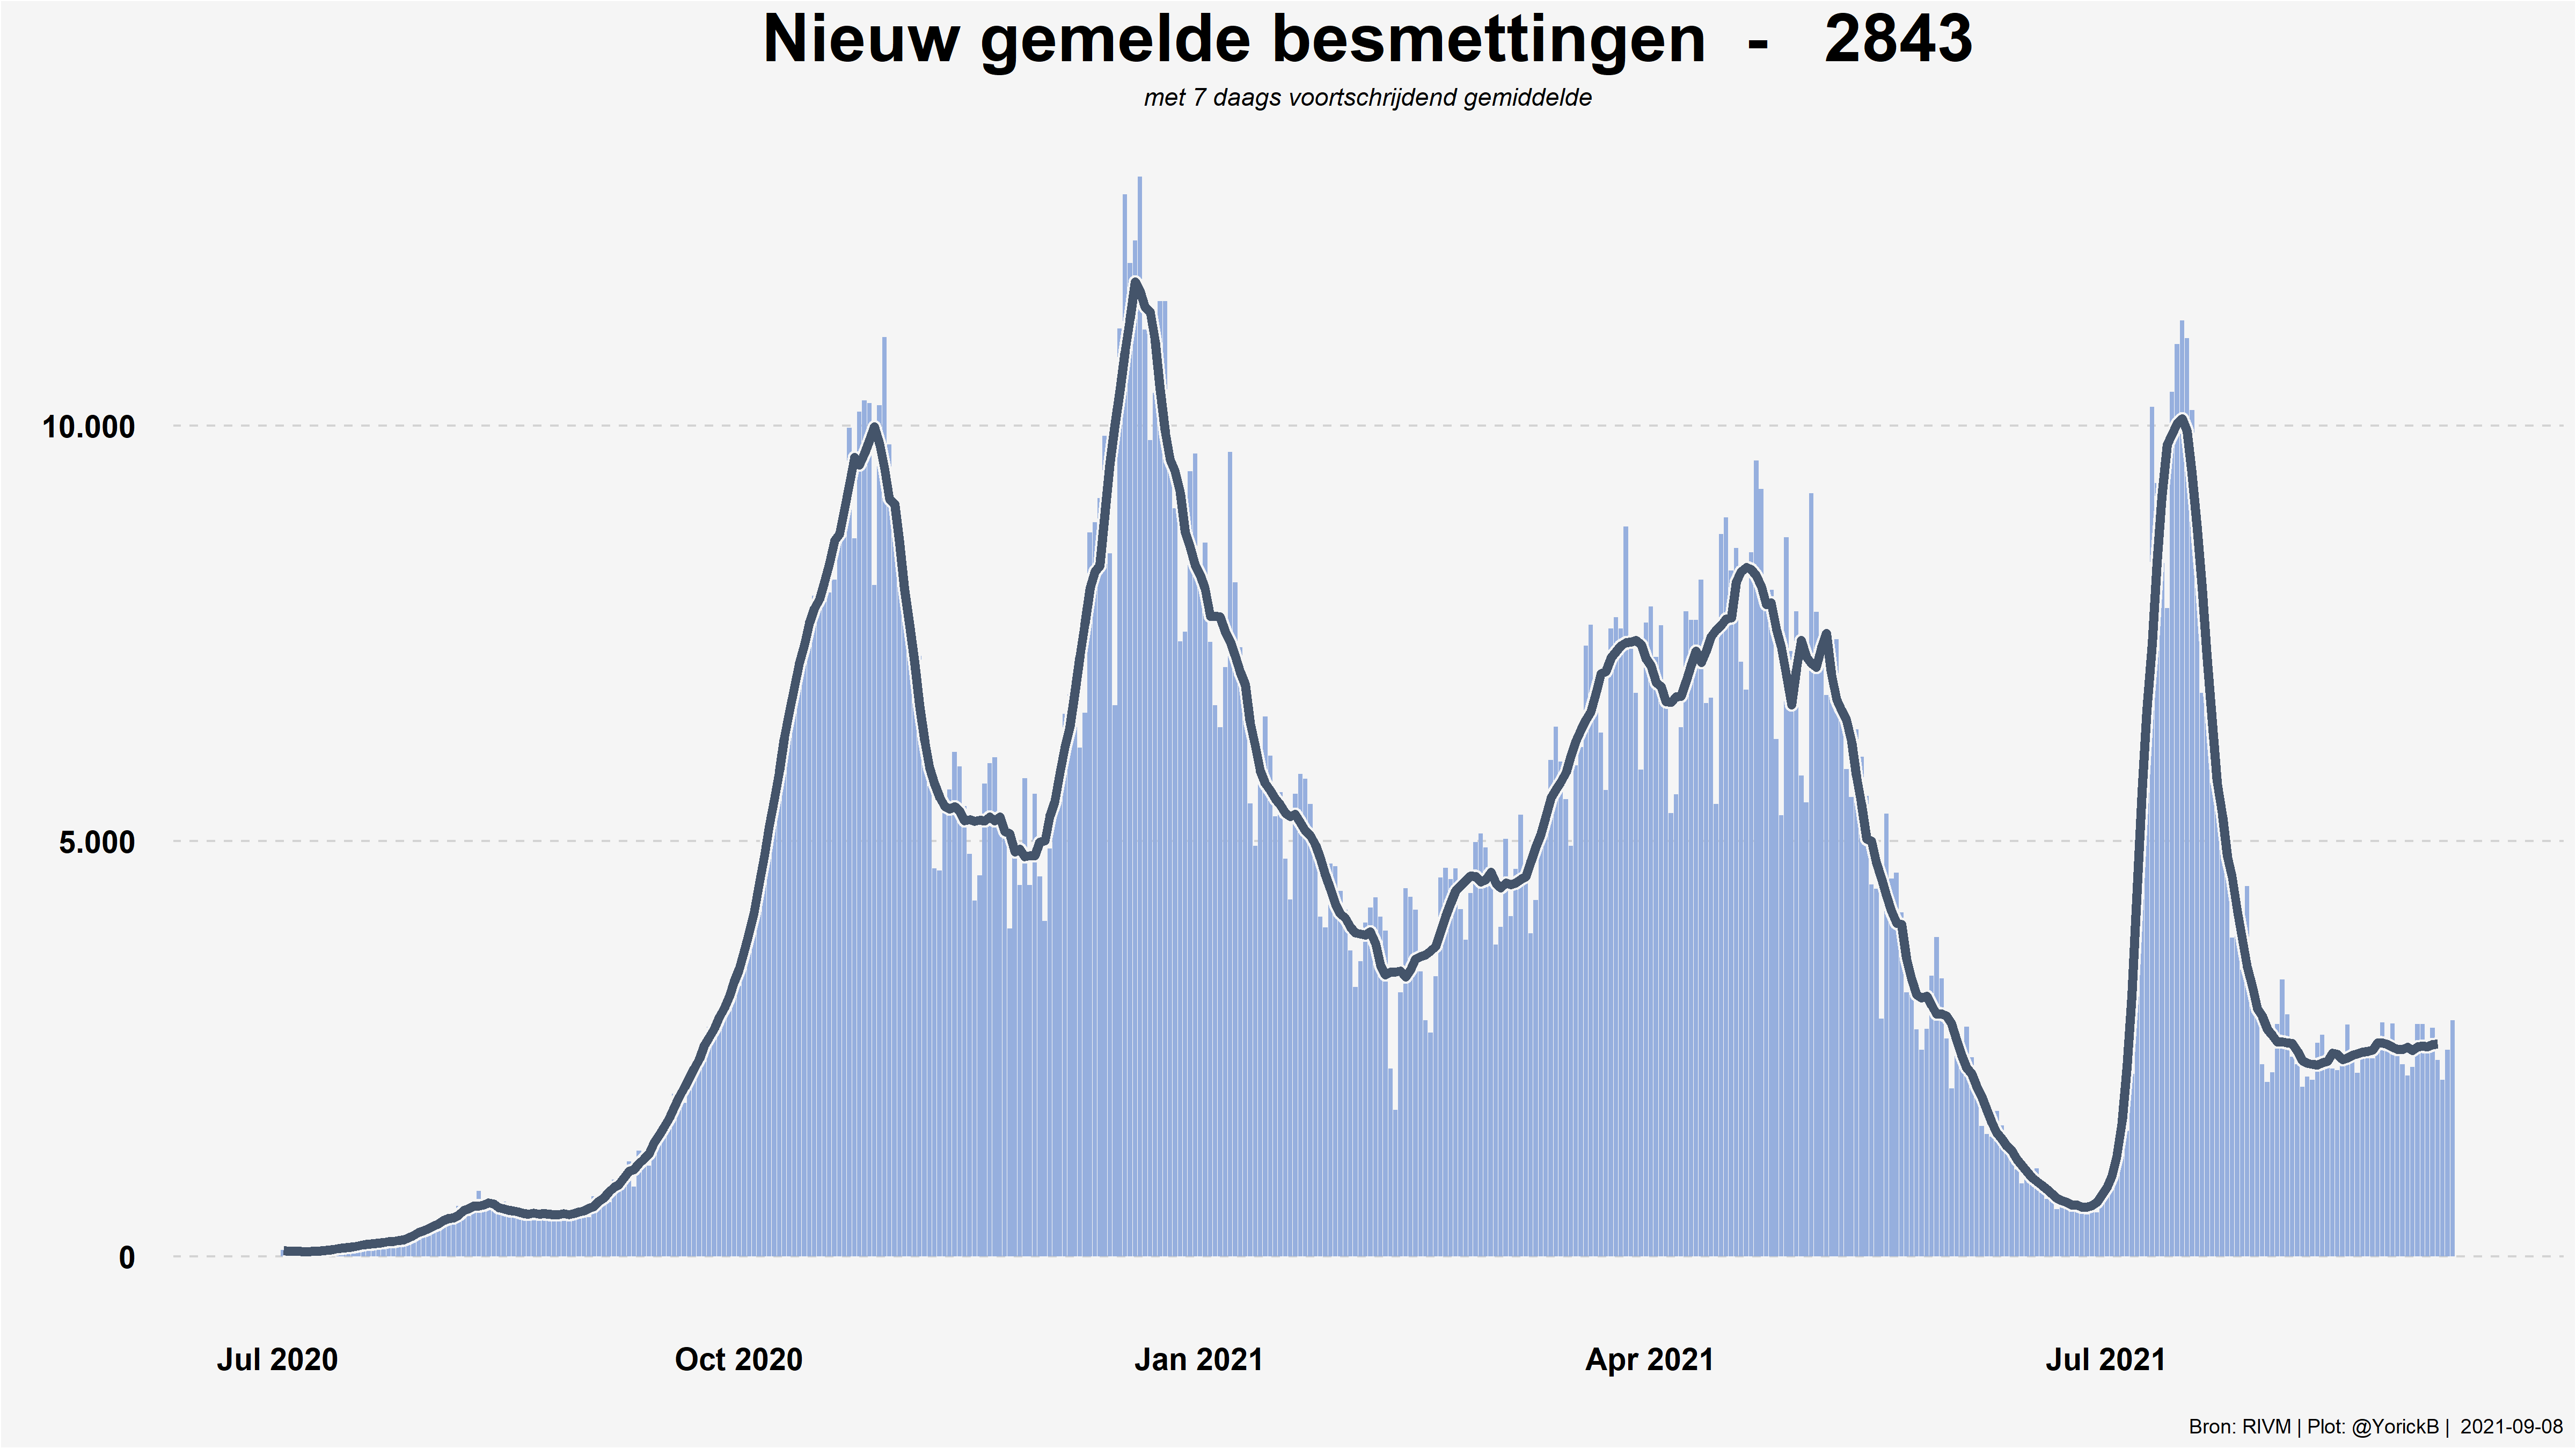 Nieuw gemelde besmettingen - 2843
met 7 daags voortschrijdend gemiddelde
10.000
5.000
0
Jul 2020 Oct 2020 Jan 2021 Apr 2021 Jul 2021
Bron: RIVM | Plot: @YorickB | 2021-09-08